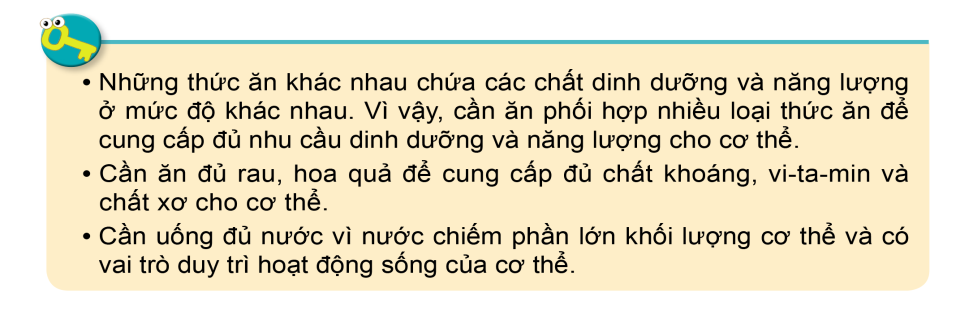 • Những thức ăn khác nhau chứa các chất dinh dưỡng và năng lượng
ở mức độ khác nhau. Vì vậy, cần ăn phối hợp nhiều loại thức ăn để
cung cấp đủ nhu cầu dinh dưỡng và năng lượng cho cơ thể.
• Cần ăn đủ rau, hoa quả để cung cấp đủ chất khoáng, vi-ta-min và
chất xơ cho cơ thể.
• Cần uống đủ nước vì nước chiếm phần lớn khối lượng cơ thể và có
vai trò duy trì hoạt động sống của cơ thể.